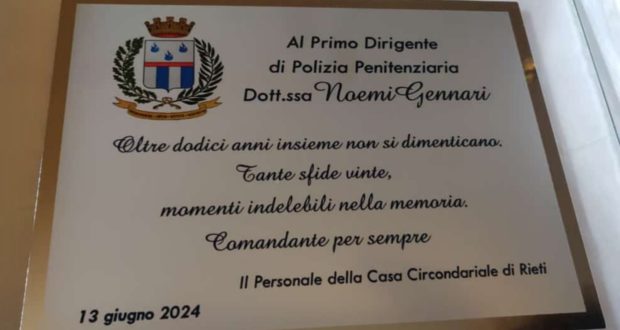 Al Primo Dirigente
di Polizia Penitenziaria
Dott.ssa Noemi Gennari
Oltre dodici anni insieme non si dimenticano.
Tante sfide vinte,
momenti indelebili nella memoria.
Comandante per sempre
Il Personale della Casa Circondariale di Rieti
13 giugno 2024